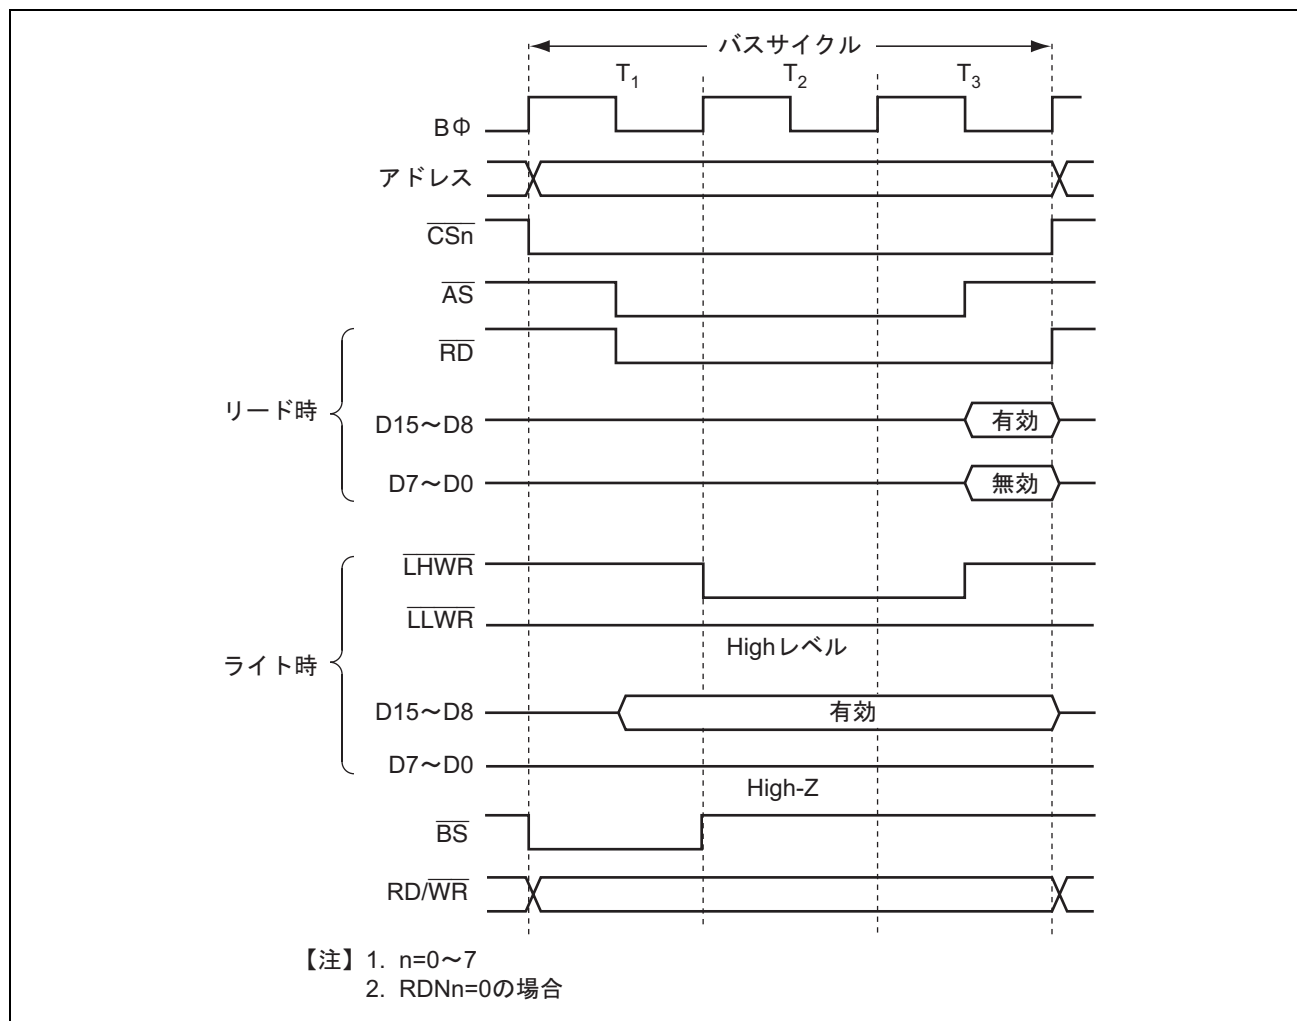 バスサイクル
T1 T2 T3
BΦ
アドレス
CSn
AS
RD
リード時
D15～D8 有効
D7～D0 無効
LHWR
LLWR
Highレベル
ライト時
D15～D8 有効
D7～D0
High-Z
BS
RD/WR
【注】1. n=0～7
2. RDNn=0の場合